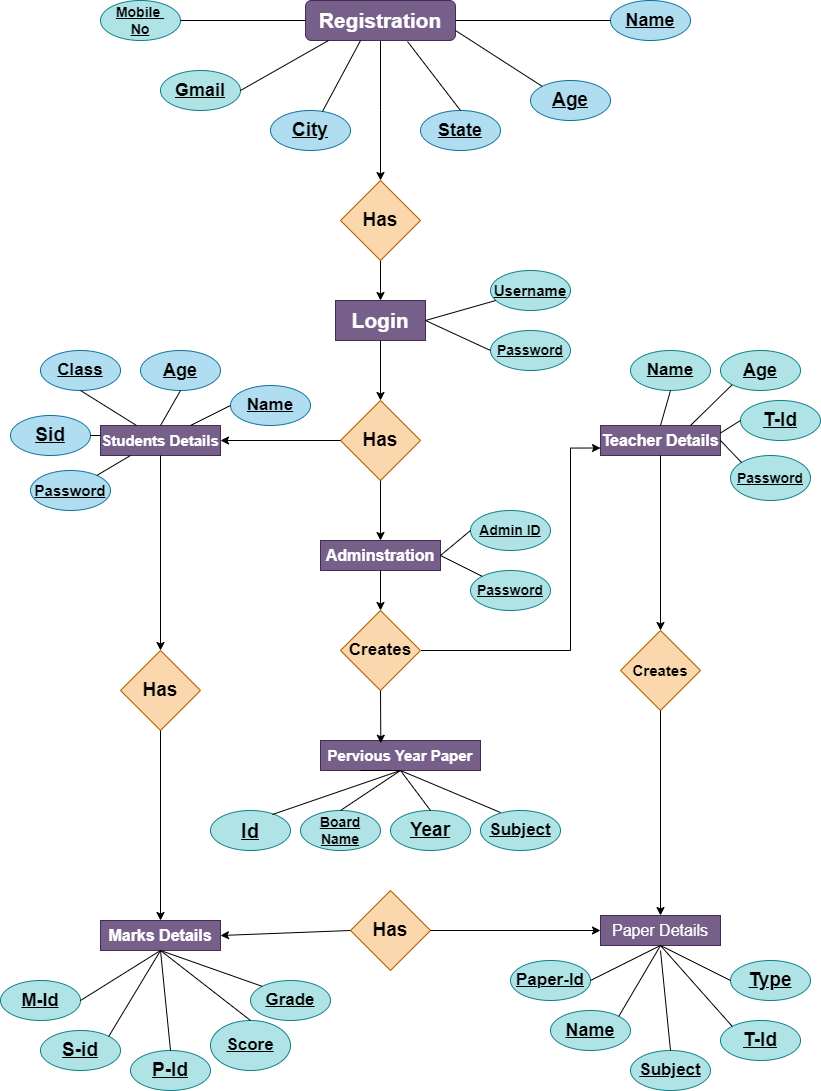 Mobile
No
Registration
Name
Gmail
Age
City
State
Has
Username
Login
Password
Class
Age
Name
Name
Age
T-Id
Sid
Students Details
Has
Teacher Details
Password
Password
Admin ID
Adminstration
Password
Creates
Creates
Has
Pervious Year Paper
Id
Board
Name
Year
Subject
Marks Details
Has
Paper Details
M-Id
Grade
Paper-Id
Type
S-id
Score
Name
T-Id
P-Id
Subject